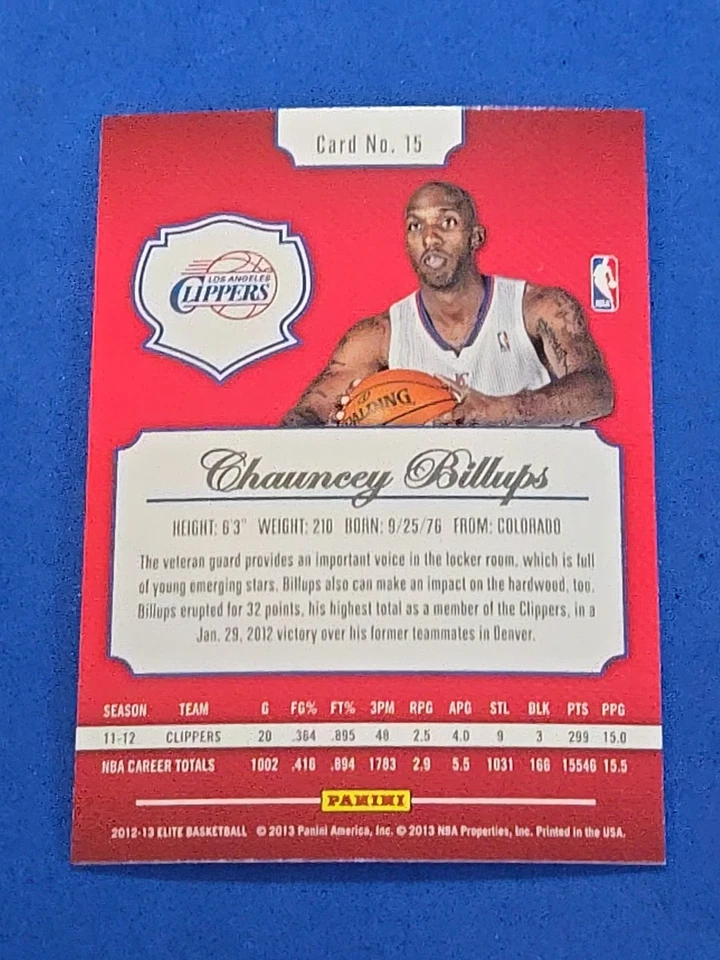 Card No. 15
LOS ANGELES
CLIPPERS
NBA
SPALDING
Chauncey Billups
HEIGHT: 6'3" WEIGHT: 210 BORN: 9/25/76 FROM: COLORADO
The veteran guard provides an important voice in the locker room, which is full
of young emerging stars. Billups also can make an impact on the hardwood, too.
Billups erupted for 32 points, his highest total as a member of the Clippers, in a
Jan. 29, 2012 victory over his former teammates in Denver.
SEASON TEAM G FG% FT% 3PM RPG APG STL BLK PTS PPG
11-12 CLIPPERS 20 .364 .895 48 2.5 4.0 9 3 299 15.0
NBA CAREER TOTALS 1002 .416 .894 1783 2.9 5.5 1031 166 15546 15.5
PANINI
2012-13 ELITE BASKETBALL © 2013 Panini America, Inc. © 2013 NBA Properties, Inc. Printed in the USA.